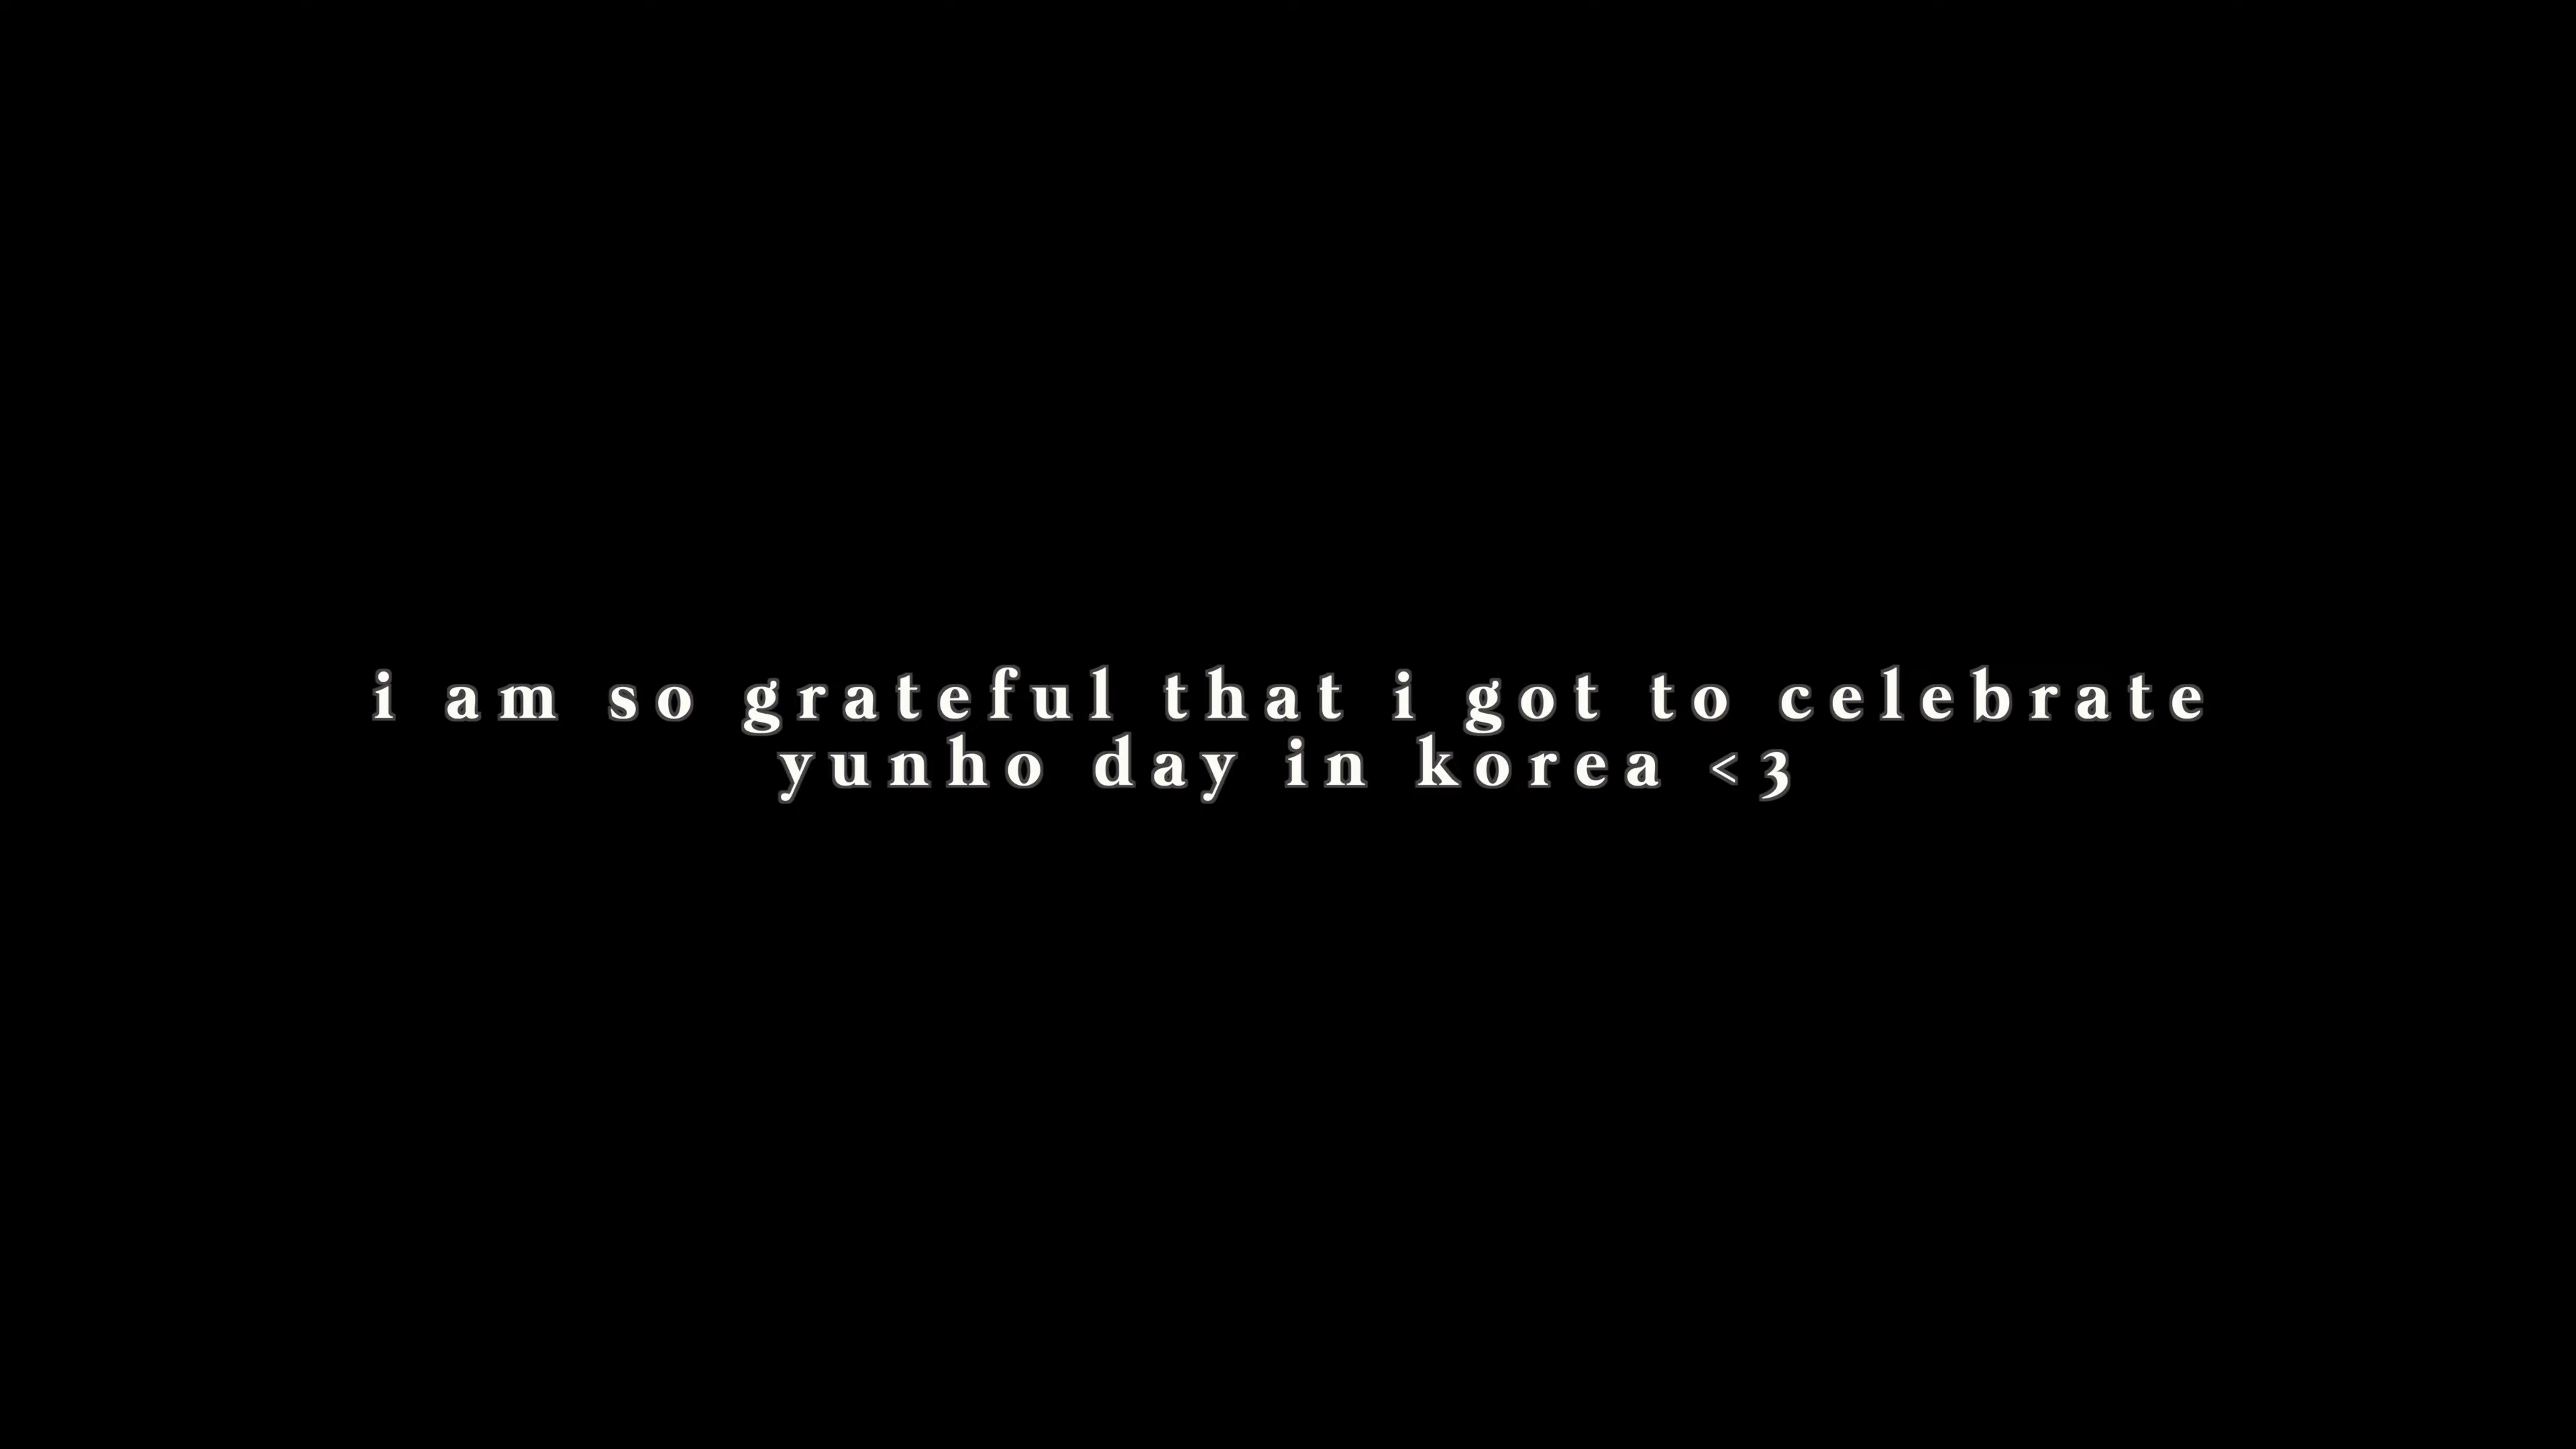 i am so grateful that i got to celebrate
yunho day in korea <3